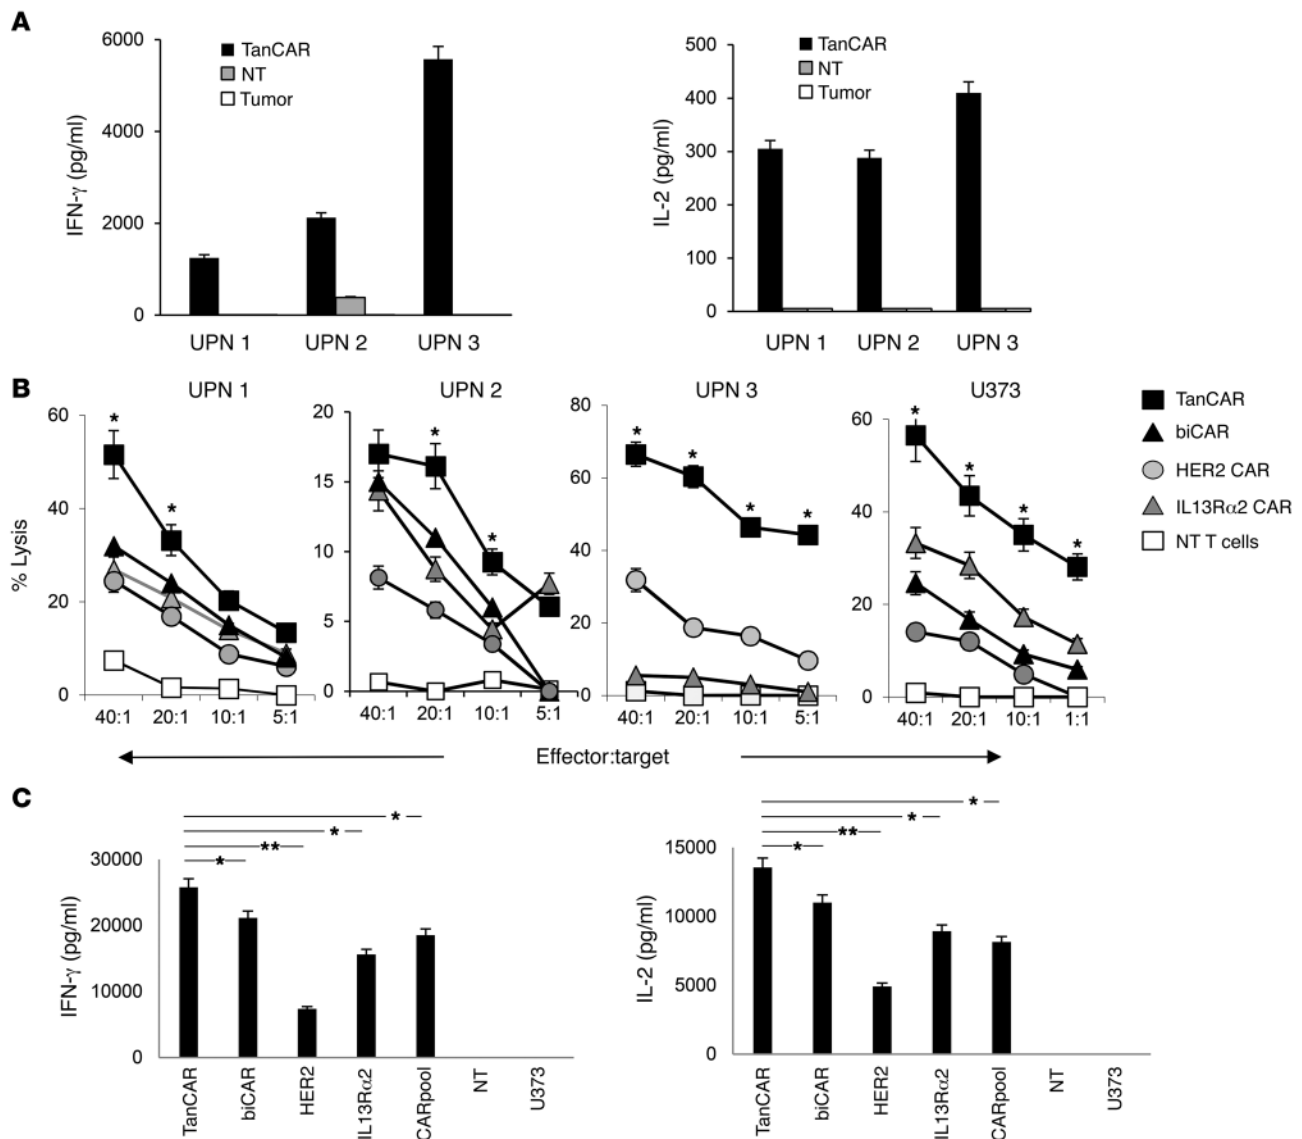 A
6000
4000
2000
0
IFN-γ (pg/ml)
TanCAR
NT
Tumor
UPN 1
UPN 2
UPN 3
500
400
300
200
100
0
IL-2 (pg/ml)
TanCAR
NT
Tumor
UPN 1
UPN 2
UPN 3
B
UPN 1
UPN 2
UPN 3
U373
% Lysis
60
40
20
0
* *
40:1 20:1 10:1 5:1
20
15
10
5
0
* *
40:1 20:1 10:1 5:1
0
80
60
40
20
0
* * * *
40:1 20:1 10:1 5:1
60
40
20
0
* * * *
40:1 20:1 10:1 1:1
TanCAR
biCAR
HER2 CAR
IL13Rα2 CAR
NT T cells
Effector:target
C
*
*
**
*
30000
20000
10000
0
IFN-γ (pg/ml)
TanCAR
biCAR
HER2
IL13Rα2
CARpool
NT
U373
*
*
**
*
15000
10000
5000
0
IL-2 (pg/ml)
TanCAR
biCAR
HER2
IL13Rα2
CARpool
NT
U373